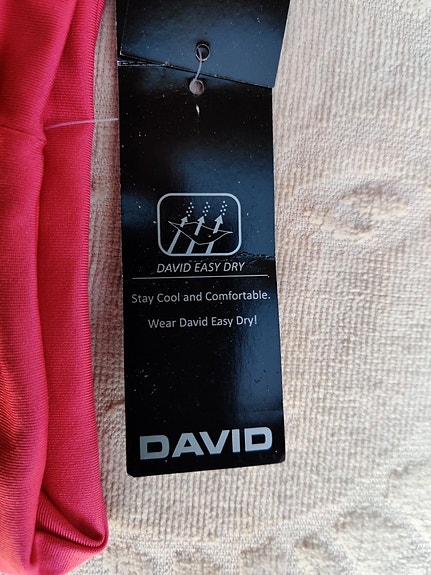 DAVID EASY DRY
Stay Cool and Comfortable.
Wear David Easy Dry!
DAVID